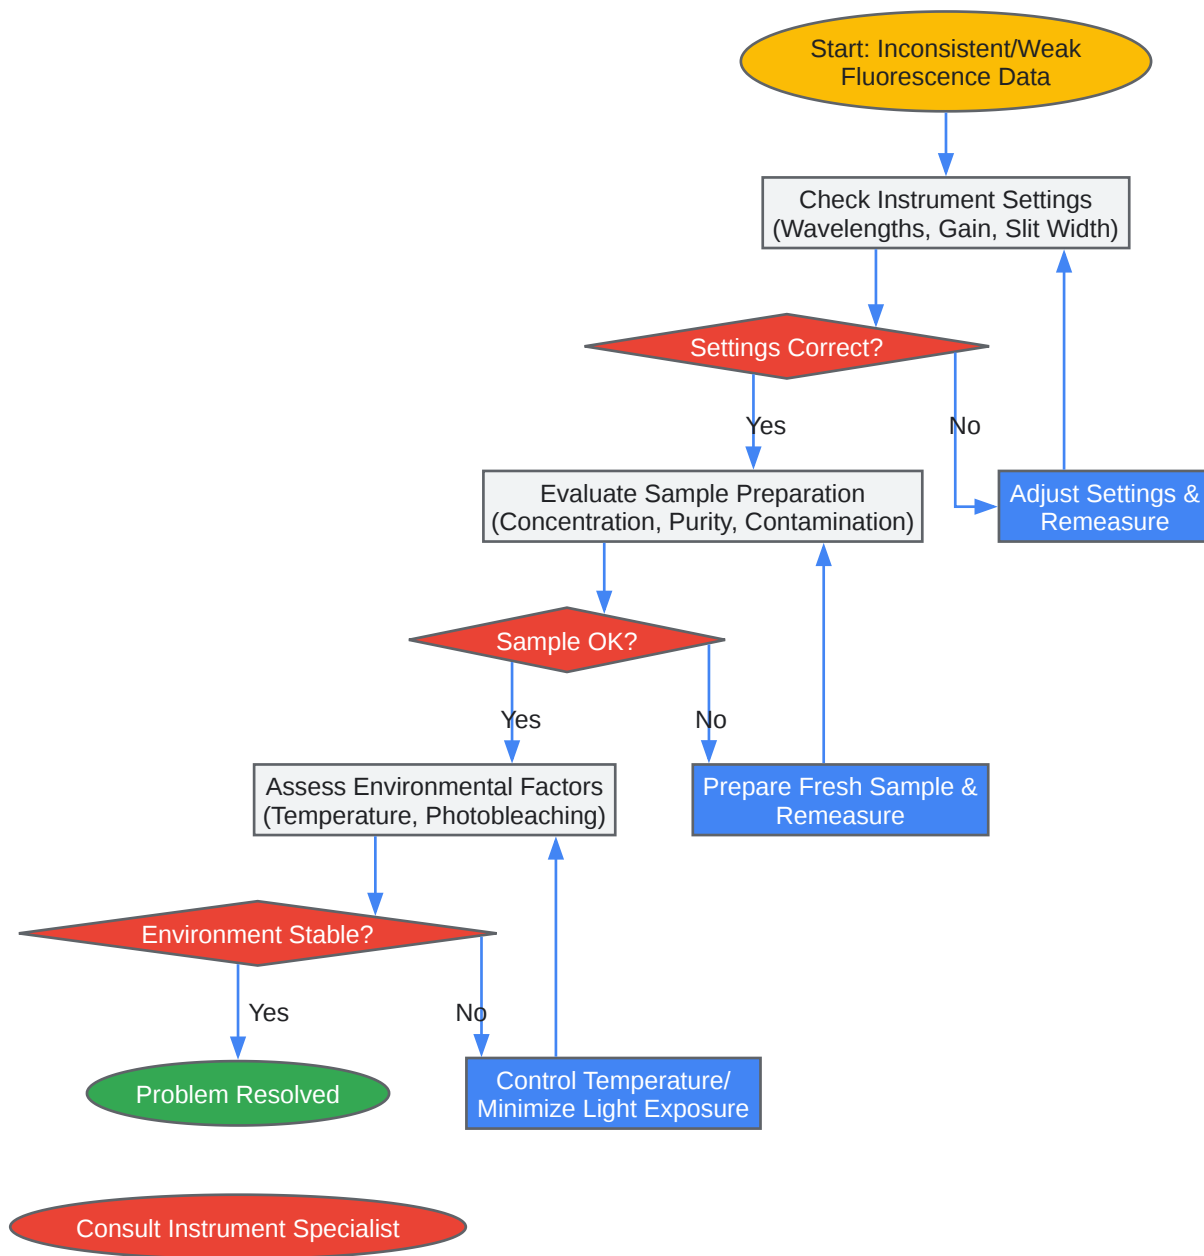 Start: Inconsistent/Weak
Fluorescence Data
Check Instrument Settings
(Wavelengths, Gain, Slit Width)
Settings Correct?
Yes
No
Evaluate Sample Preparation
(Concentration, Purity, Contamination)
Adjust Settings &
Remeasure
Sample OK?
Yes
No
Assess Environmental Factors
(Temperature, Photobleaching)
Prepare Fresh Sample &
Remeasure
Environment Stable?
Yes
No
Problem Resolved
Control Temperature/
Minimize Light Exposure
Consult Instrument Specialist